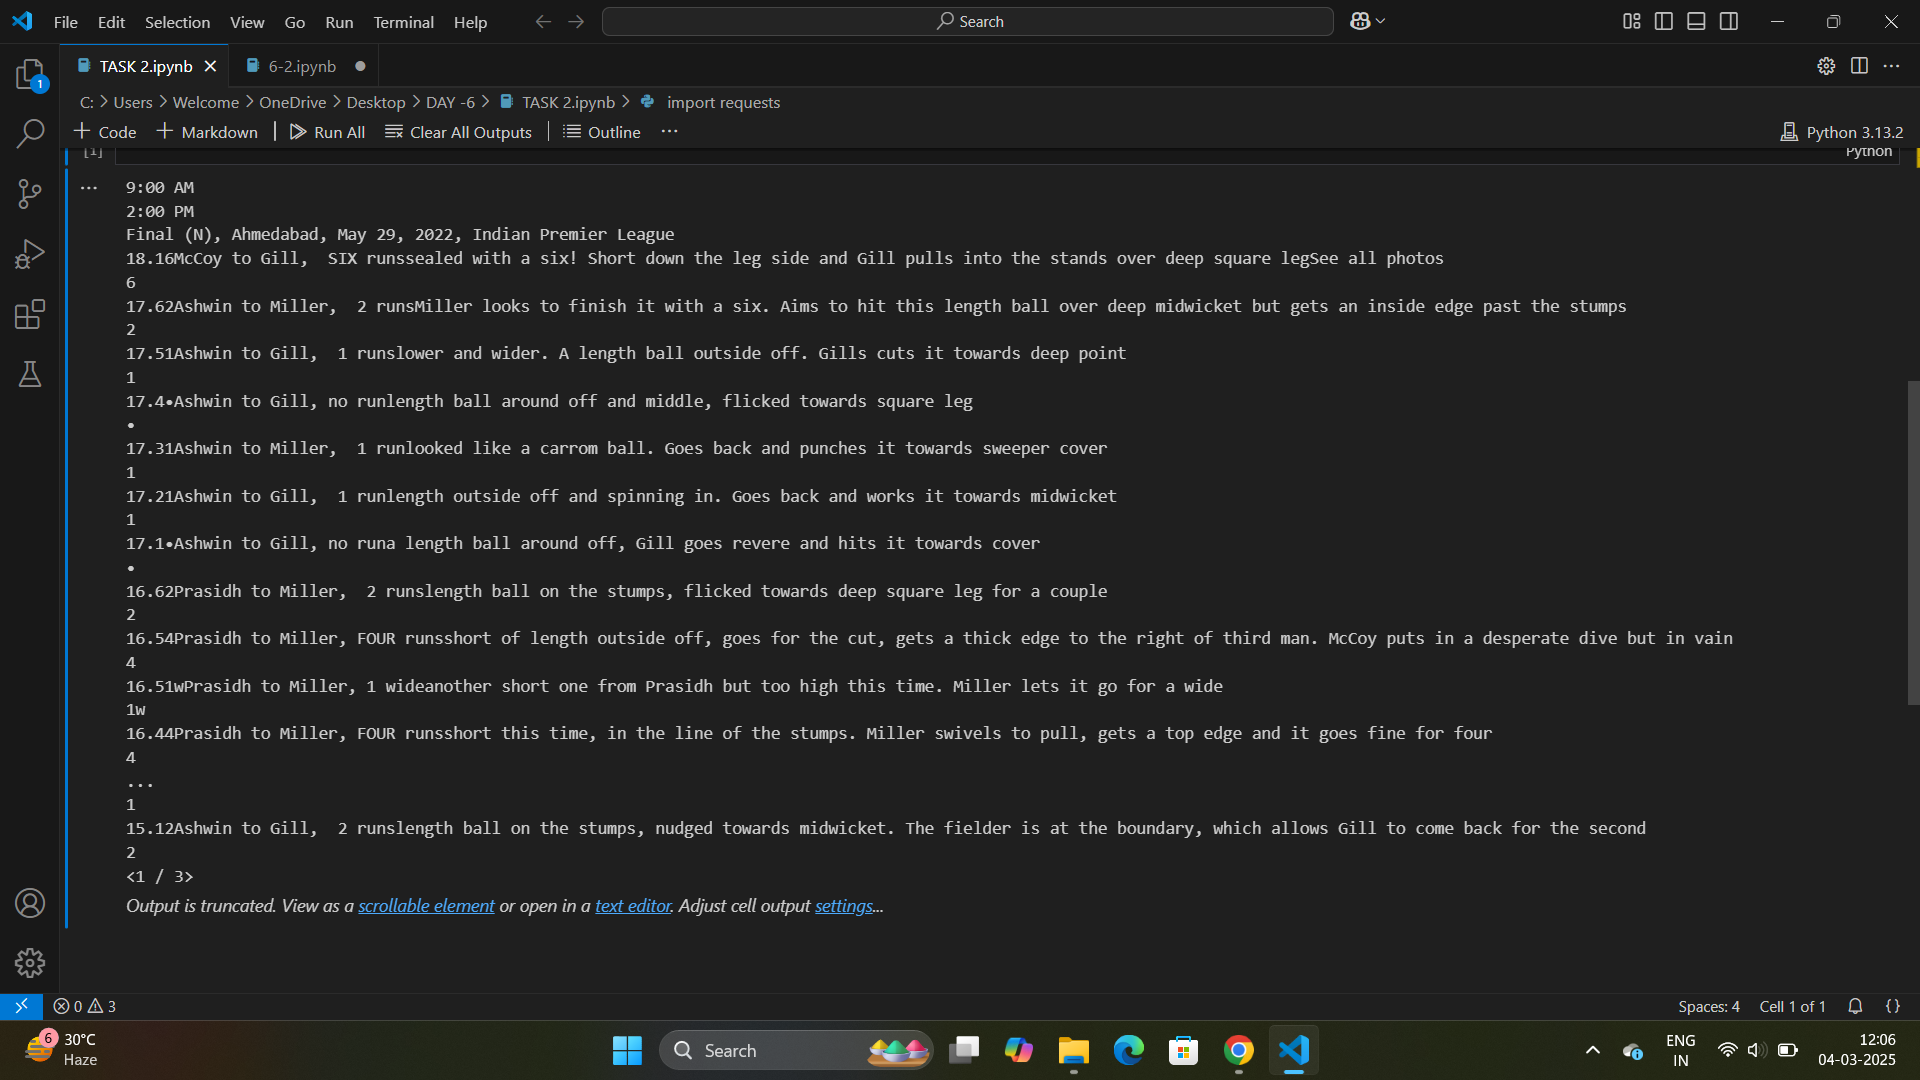 File Edit Selection View Go Run Terminal Help Search
TASK 2.ipynb 6-2.ipynb
1
C: > Users > Welcome > OneDrive > Desktop > DAY -6 > TASK 2.ipynb > import requests
+ Code + Markdown Run All Clear All Outputs Outline ... Python 3.13.2
[1] Python
... 9:00 AM
2:00 PM
Final (N), Ahmedabad, May 29, 2022, Indian Premier League
18.16McCoy to Gill,  SIX runssealed with a six! Short down the leg side and Gill pulls into the stands over deep square legSee all photos
6
17.62Ashwin to Miller,  2 runsMiller looks to finish it with a six. Aims to hit this length ball over deep midwicket but gets an inside edge past the stumps
2
17.51Ashwin to Gill,  1 runslower and wider. A length ball outside off. Gills cuts it towards deep point
1
17.4•Ashwin to Gill, no runlength ball around off and middle, flicked towards square leg
•
17.31Ashwin to Miller,  1 runlooked like a carrom ball. Goes back and punches it towards sweeper cover
1
17.21Ashwin to Gill,  1 runlength outside off and spinning in. Goes back and works it towards midwicket
1
17.1•Ashwin to Gill, no runa length ball around off, Gill goes revere and hits it towards cover
•
16.62Prasidh to Miller,  2 runslength ball on the stumps, flicked towards deep square leg for a couple
2
16.54Prasidh to Miller, FOUR runsshort of length outside off, goes for the cut, gets a thick edge to the right of third man. McCoy puts in a desperate dive but in vain
4
16.51wPrasidh to Miller, 1 wideanother short one from Prasidh but too high this time. Miller lets it go for a wide
1w
16.44Prasidh to Miller, FOUR runsshort this time, in the line of the stumps. Miller swivels to pull, gets a top edge and it goes fine for four
4
...
1
15.12Ashwin to Gill,  2 runslength ball on the stumps, nudged towards midwicket. The fielder is at the boundary, which allows Gill to come back for the second
2
<1 / 3>
Output is truncated. View as a scrollable element or open in a text editor. Adjust cell output settings...
0 3 Spaces: 4 Cell 1 of 1 {}
6 30°C Search ENG 12:06
Haze IN 04-03-2025